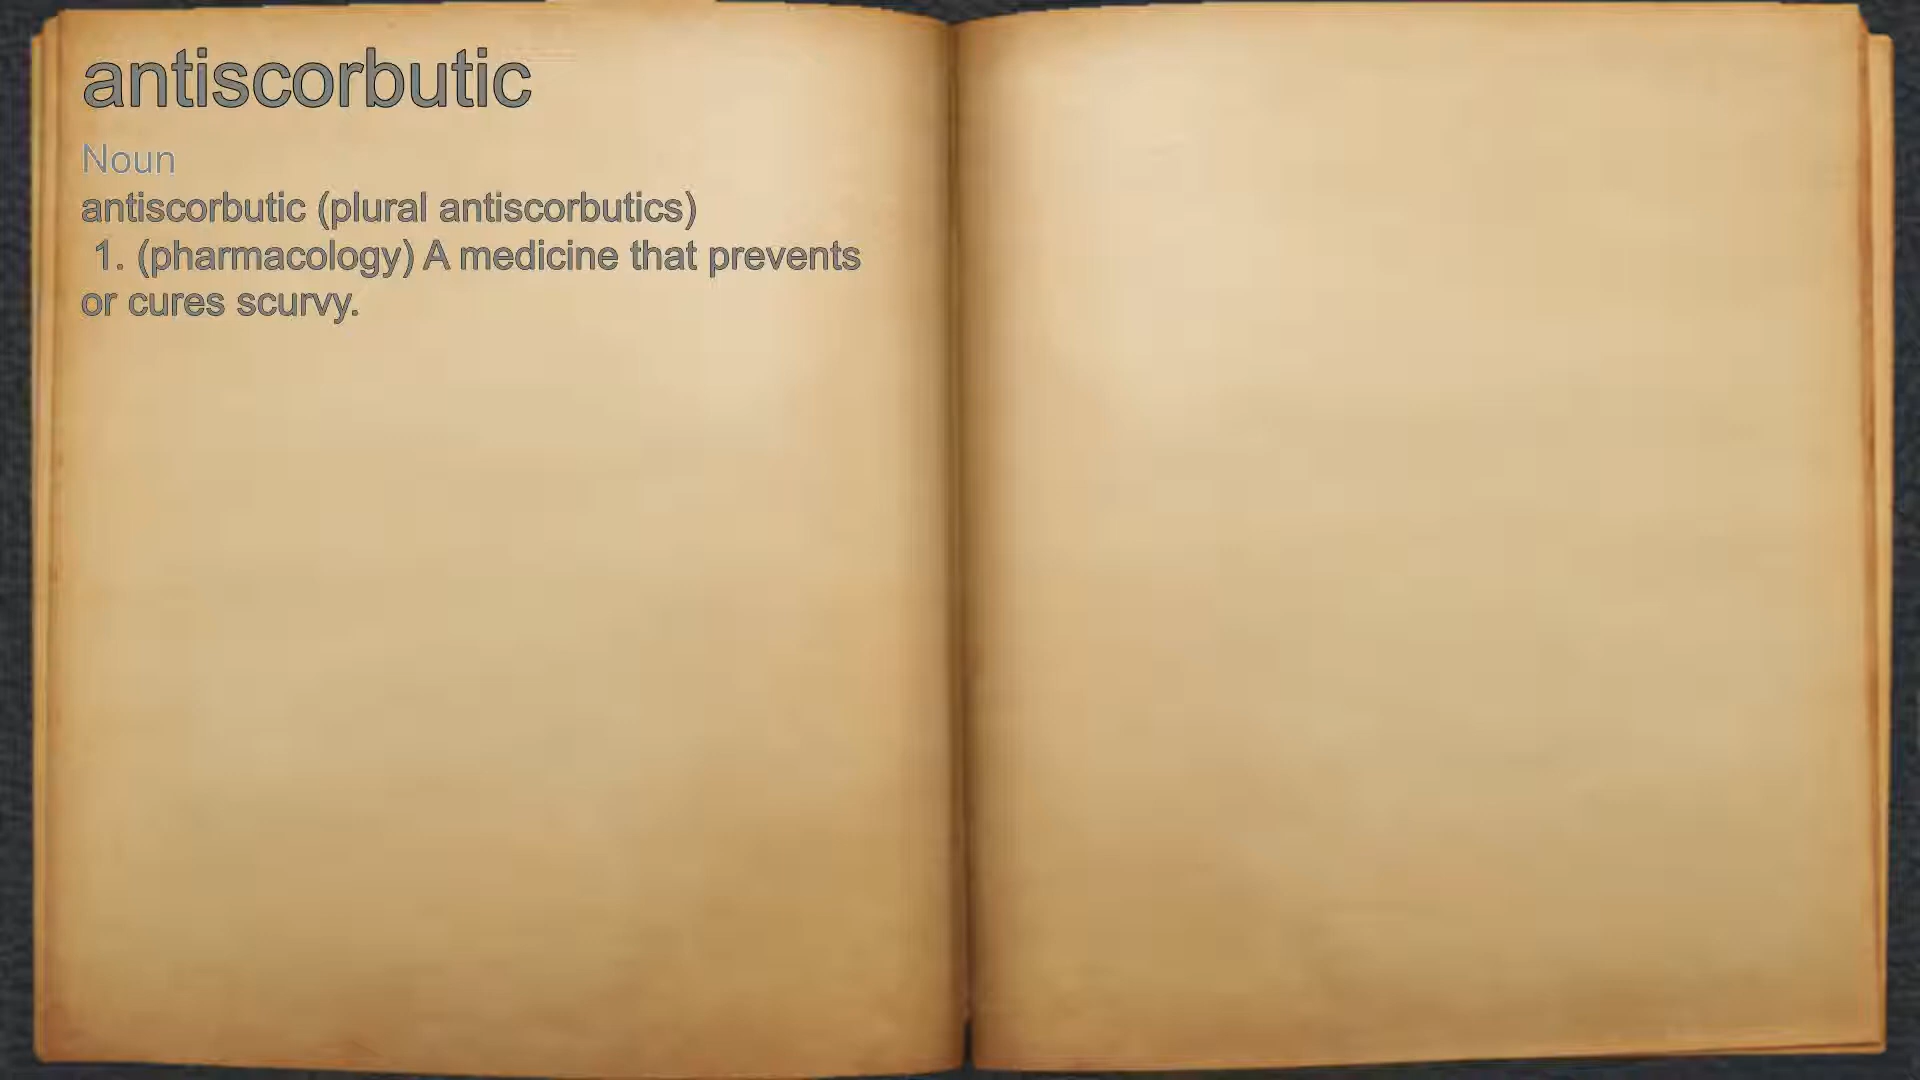 antiscorbutic
Noun
antiscorbutic (plural antiscorbutics)
1. (pharmacology) A medicine that prevents
or cures scurvy.